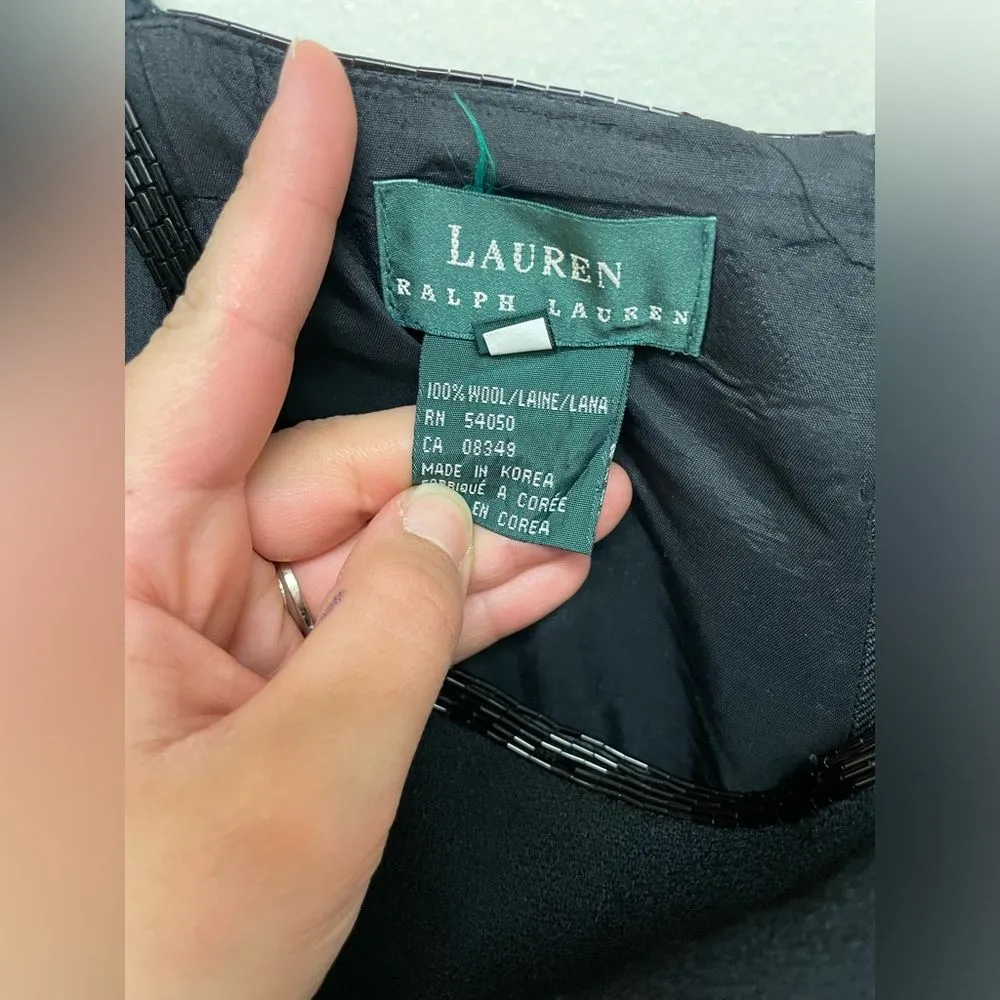 LAUREN
RALPH LAUREN
100% WOOL/LAINE/LANA
RN 54050
CA 08349
MADE IN KOREA
FABRIQUÉ A CORÉE
EN COREA